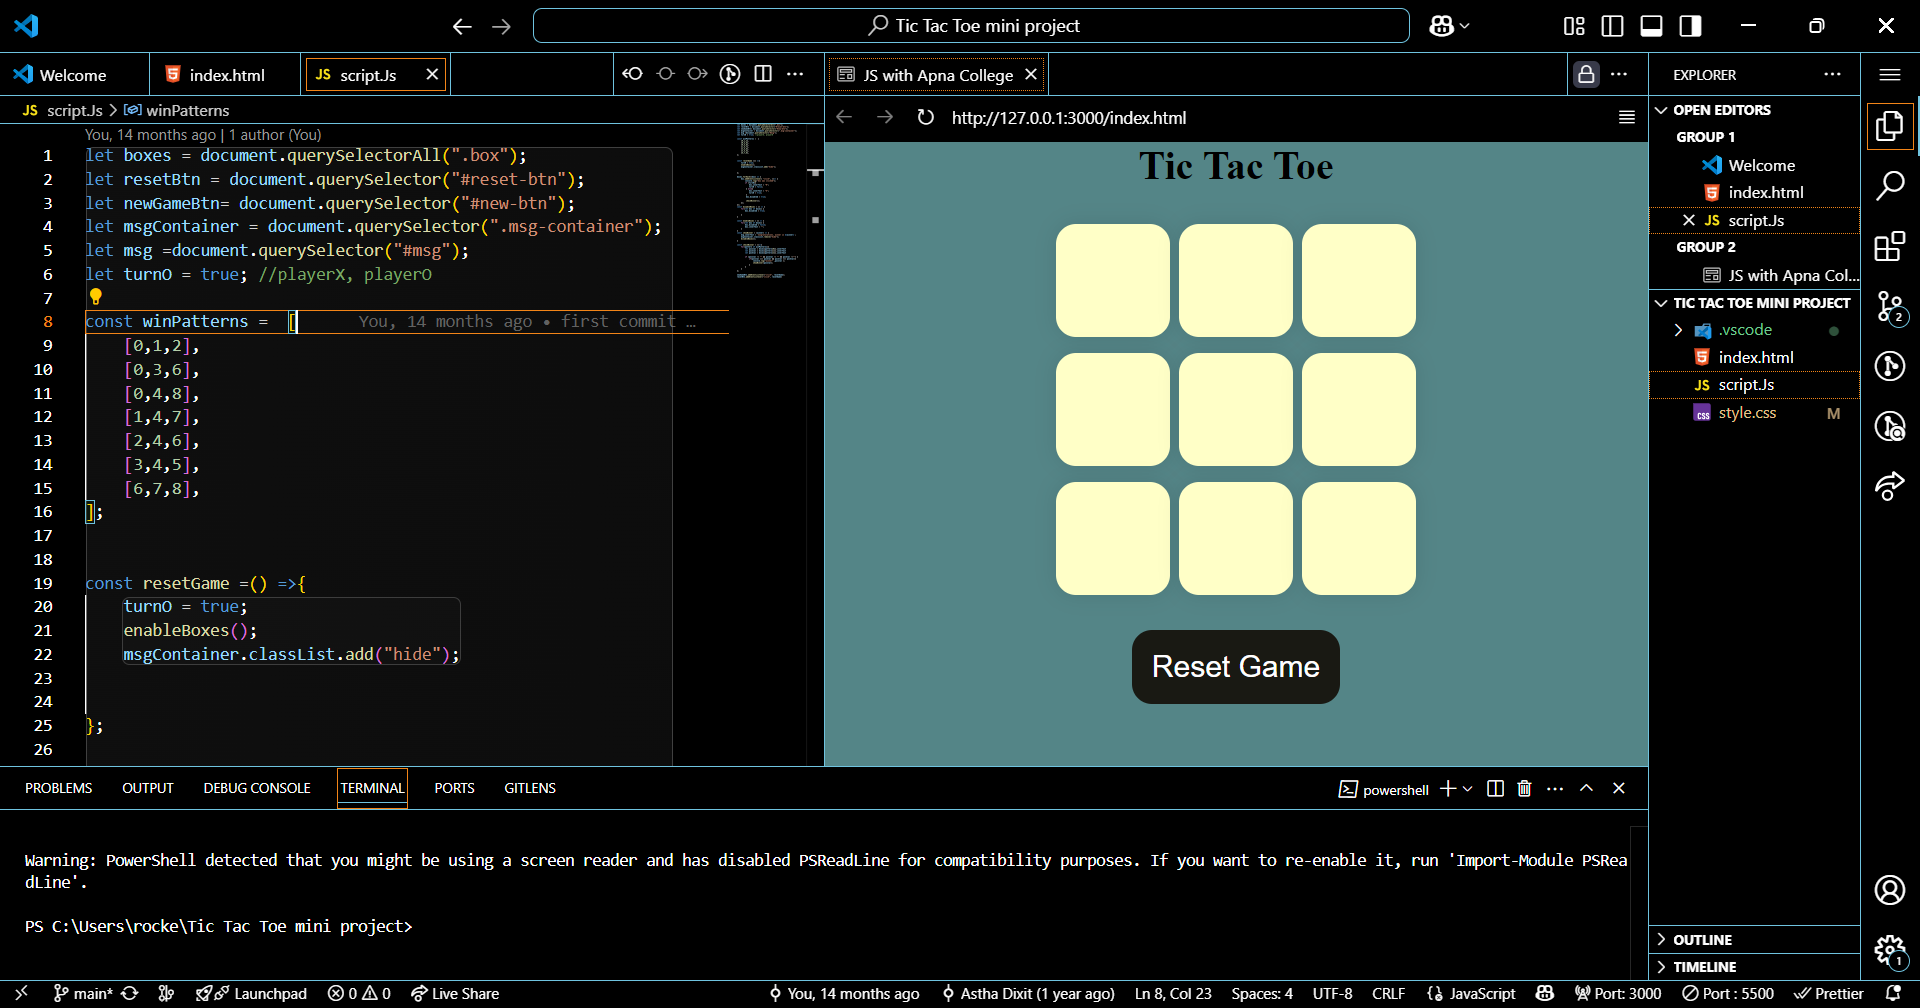 Tic Tac Toe mini project
Welcome
index.html
JS script.Js
JS with Apna College
EXPLORER
JS script.Js > winPatterns
http://127.0.0.1:3000/index.html
You, 14 months ago | 1 author (You)
1 let boxes = document.querySelectorAll(".box");
2 let resetBtn = document.querySelector("#reset-btn");
3 let newGameBtn= document.querySelector("#new-btn");
4 let msgContainer = document.querySelector(".msg-container");
5 let msg =document.querySelector("#msg");
6 let turnO = true; //playerX, playerO
7
8 const winPatterns =  [ You, 14 months ago • first commit …
9 [0,1,2],
10 [0,3,6],
11 [0,4,8],
12 [1,4,7],
13 [2,4,6],
14 [3,4,5],
15 [6,7,8],
16 ];
17
18
19 const resetGame =() =>{
20 turnO = true;
21 enableBoxes();
22 msgContainer.classList.add("hide");
23
24
25 };
26
Tic Tac Toe
Reset Game
OPEN EDITORS
GROUP 1
Welcome
index.html
JS script.Js
GROUP 2
JS with Apna Col...
TIC TAC TOE MINI PROJECT
.vscode
index.html
JS script.Js
style.css M
2
PROBLEMS OUTPUT DEBUG CONSOLE TERMINAL PORTS GITLENS
powershell
Warning: PowerShell detected that you might be using a screen reader and has disabled PSReadLine for compatibility purposes. If you want to re-enable it, run 'Import-Module PSRea
dLine'.
PS C:\Users\rocke\Tic Tac Toe mini project>
OUTLINE
TIMELINE
1
main* Launchpad 0 0 Live Share You, 14 months ago Astha Dixit (1 year ago) Ln 8, Col 23 Spaces: 4 UTF-8 CRLF {} JavaScript Port: 3000 Port : 5500 Prettier